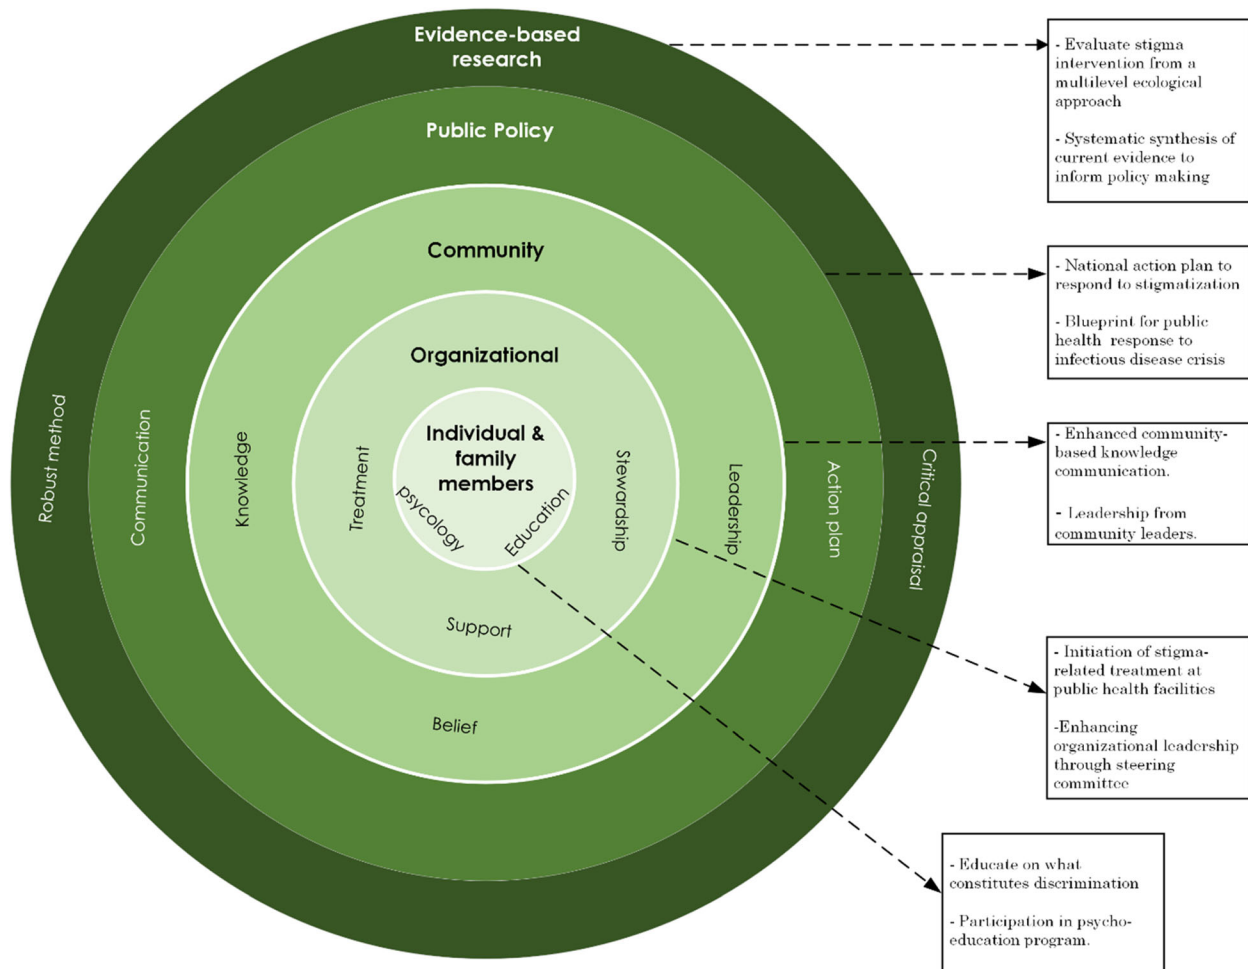 Evidence-based
research
Public Policy
Community
Organizational
Individual &
family
members
psycology
Education
Treatment
Stewardship
Support
Knowledge
Leadership
Belief
Communication
Action plan
Robust method
Critical appraisal
- Evaluate stigma
intervention from a
multilevel ecological
approach
- Systematic synthesis of
current evidence to
inform policy making
- National action plan to
respond to stigmatization
- Blueprint for public
health response to
infectious disease crisis
- Enhanced community-
based knowledge
communication.
- Leadership from
community leaders.
- Initiation of stigma-
related treatment at
public health facilities
-Enhancing
organizational leadership
through steering
committee
- Educate on what
constitutes discrimination
- Participation in psycho-
education program.